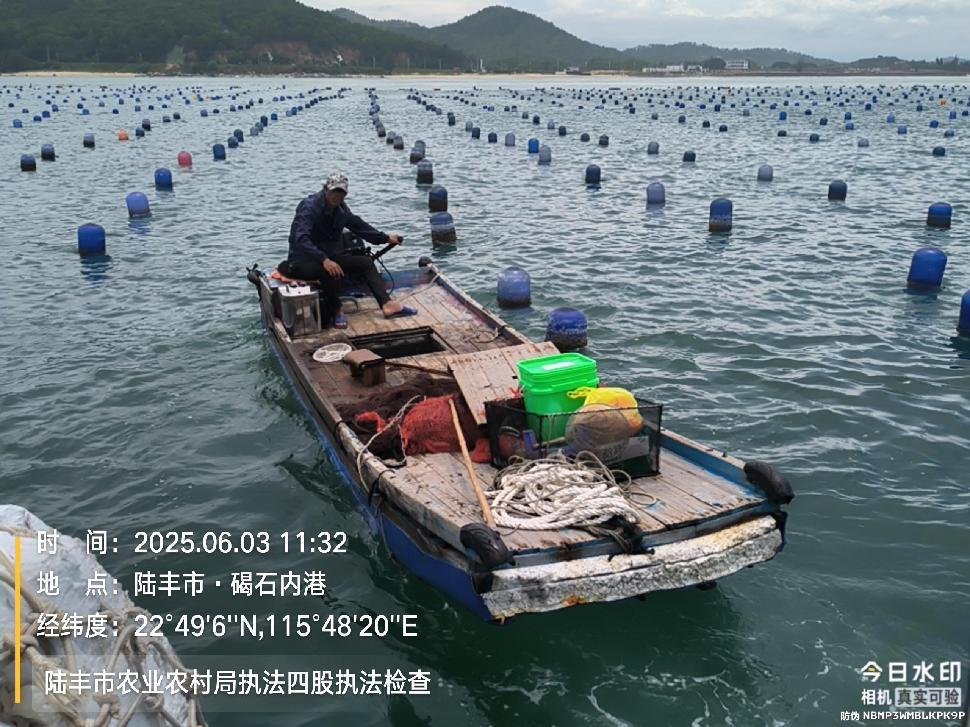 时 间：2025.06.03 11:32
地 点：陆丰市·碣石内港
经纬度：22°49'6''N,115°48'20''E
陆丰市农业农村局执法四股执法检查
今日水印
相机 真实可验
防伪 NBMP3WMBLKPK9P